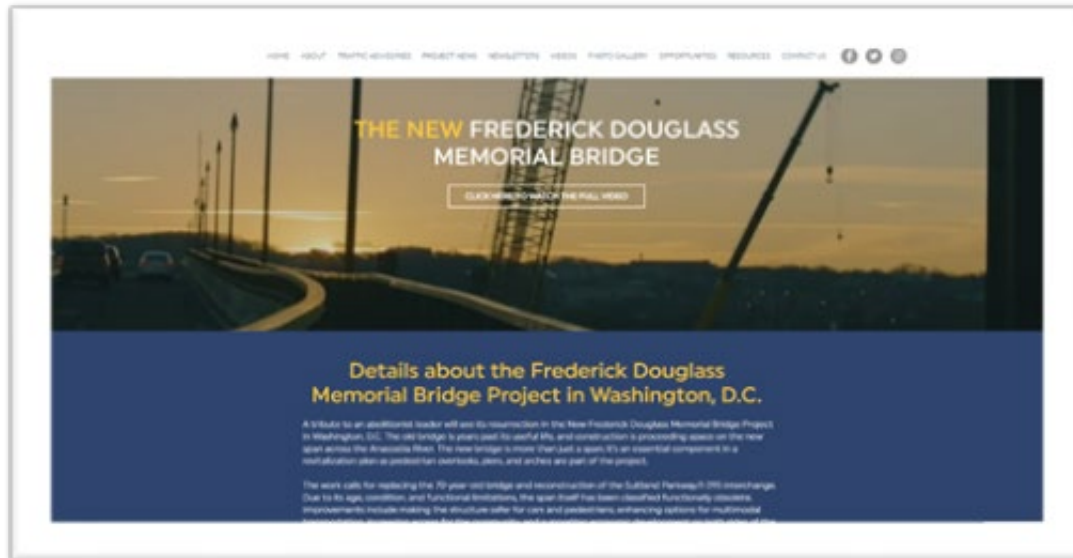 HOME ABOUT TRAFFIC ADVISORIES PROJECT NEWS NEWSLETTERS VIDEOS PHOTO GALLERY OPPORTUNITIES RESOURCES CONTACT US
THE NEW FREDERICK DOUGLASS
MEMORIAL BRIDGE
CLICK HERE TO WATCH THE FULL VIDEO
Details about the Frederick Douglass
Memorial Bridge Project in Washington, D.C.
A tribute to an abolitionist leader will see its resurrection in the New Frederick Douglass Memorial Bridge Project
in Washington, D.C. The old bridge is years past its useful life, and construction is proceeding apace on the new
span across the Anacostia River. The new bridge is more than just a span; it's an essential component in a
revitalization plan as pedestrian overlooks, piers, and arches are part of the project.
The work calls for replacing the 70-year-old bridge and reconstruction of the Suitland Parkway/I-295 interchange.
Due to its age, condition, and functional limitations, the span itself has been classified functionally obsolete.
Improvements include making the structure safer for cars and pedestrians, enhancing options for multimodal